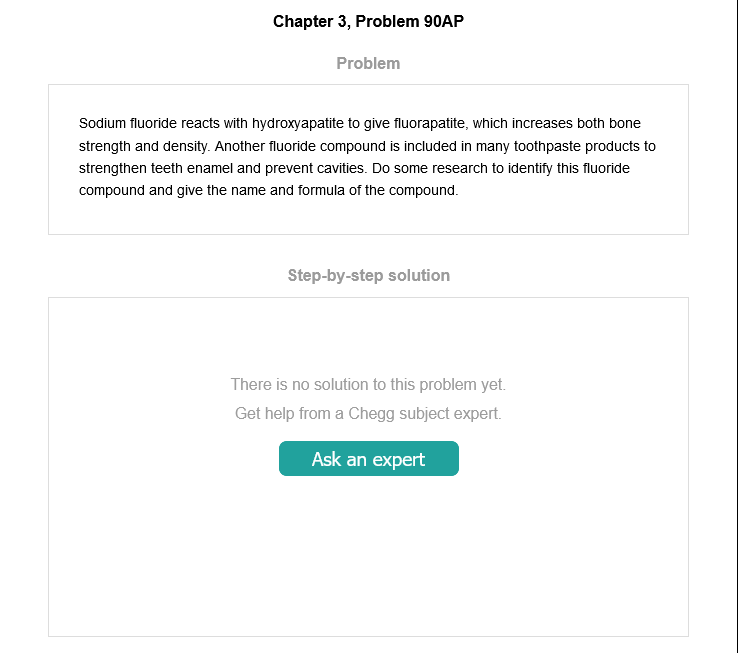 Chapter 3, Problem 90AP
Problem
Sodium fluoride reacts with hydroxyapatite to give fluorapatite, which increases both bone
strength and density. Another fluoride compound is included in many toothpaste products to
strengthen teeth enamel and prevent cavities. Do some research to identify this fluoride
compound and give the name and formula of the compound.
Step-by-step solution
There is no solution to this problem yet.
Get help from a Chegg subject expert.
Ask an expert